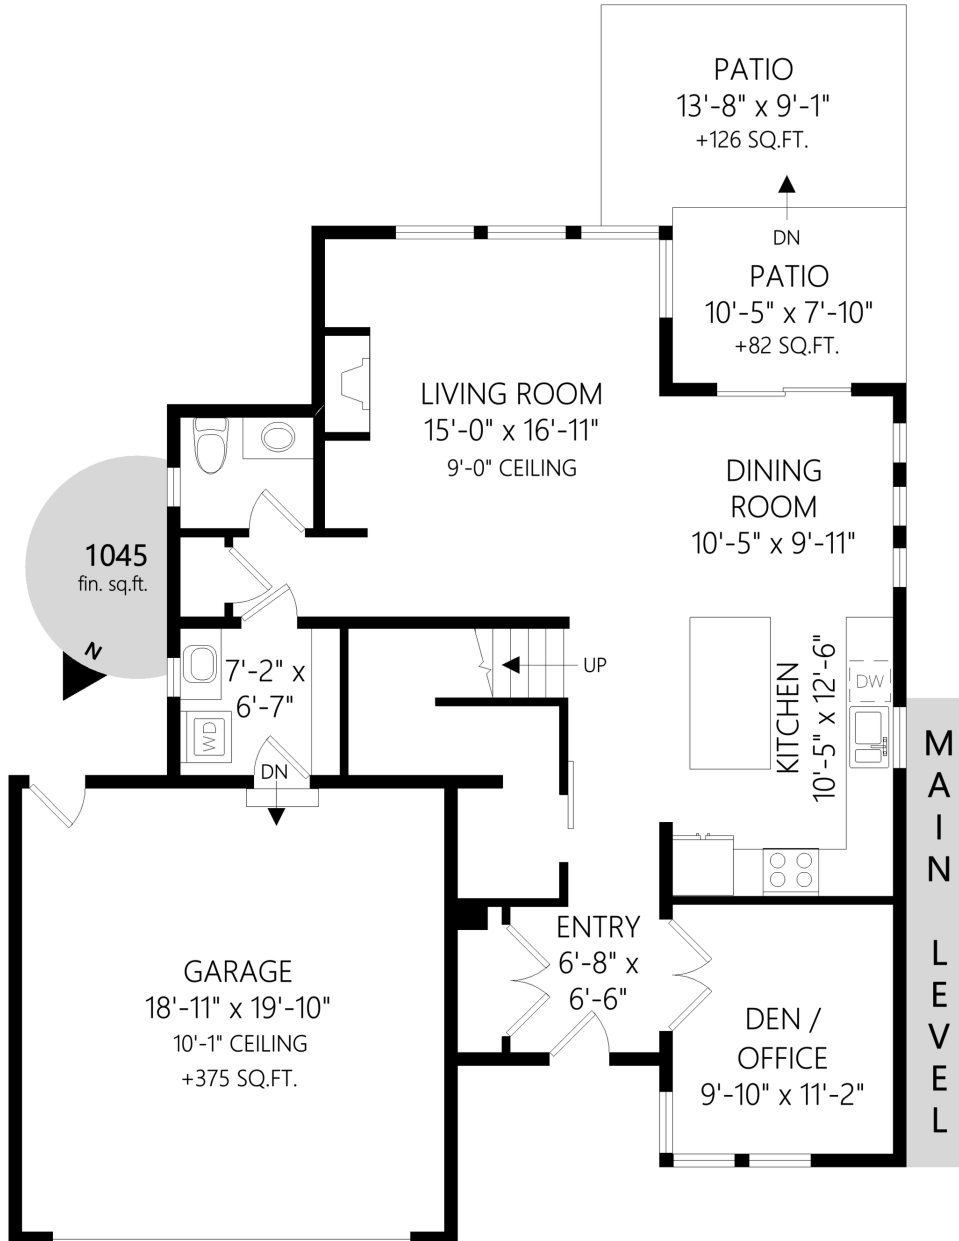 PATIO
13'-8" x 9'-1"
+126 SQ.FT.
DN
PATIO
10'-5" x 7'-10"
+82 SQ.FT.
LIVING ROOM
15'-0" x 16'-11"
9'-0" CEILING
DINING
ROOM
10'-5" x 9'-11"
1045
fin. sq.ft.
N
7'-2" x
6'-7"
WD
DN
UP
KITCHEN
10'-5" x 12'-6"
DW
MAIN LEVEL
ENTRY
6'-8" x
6'-6"
GARAGE
18'-11" x 19'-10"
10'-1" CEILING
+375 SQ.FT.
DEN /
OFFICE
9'-10" x 11'-2"